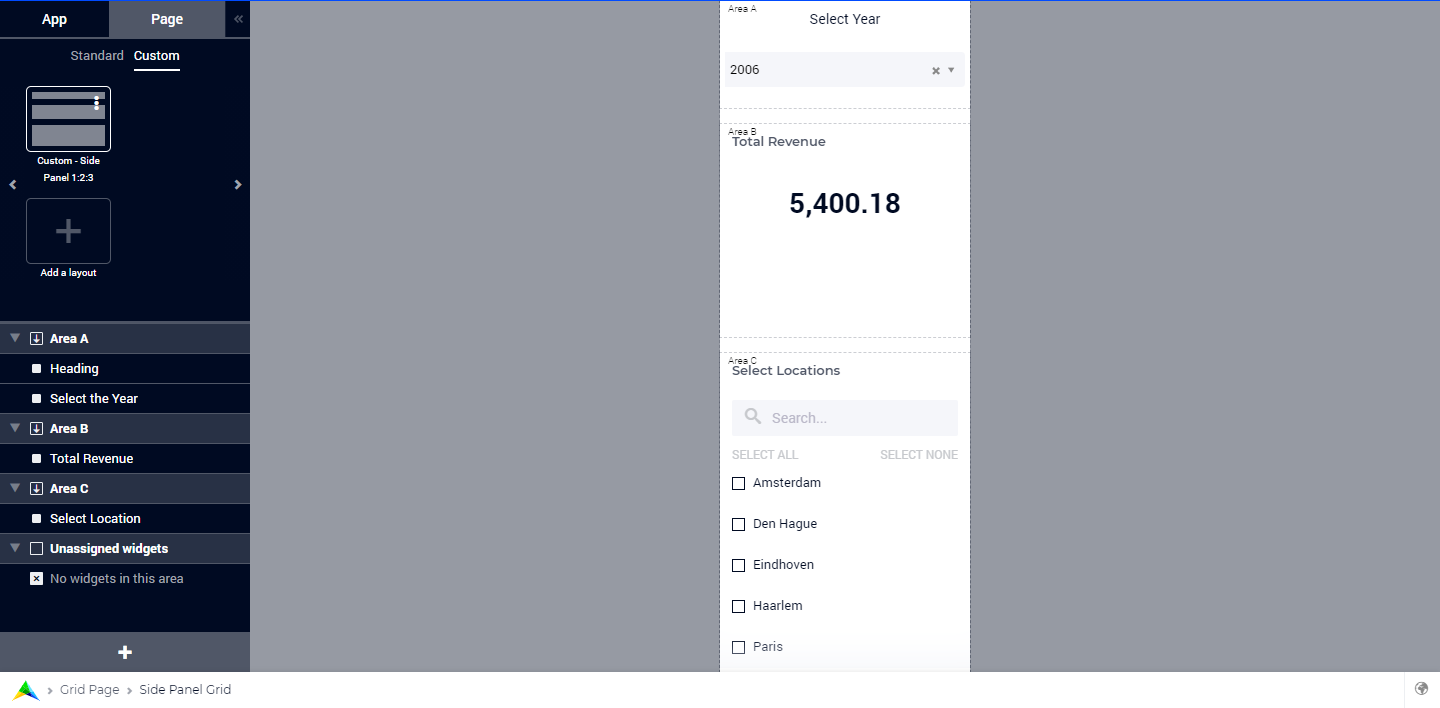 App
Page
Standard
Custom
Custom - Side
Panel 1:2:3
Add a layout
Area A
Heading
Select the Year
Area B
Total Revenue
Area C
Select Location
Unassigned widgets
No widgets in this area
Area A
Select Year
2006
Area B
Total Revenue
5,400.18
Area C
Select Locations
Search...
SELECT ALL SELECT NONE
Amsterdam
Den Hague
Eindhoven
Haarlem
Paris
Grid Page
Side Panel Grid